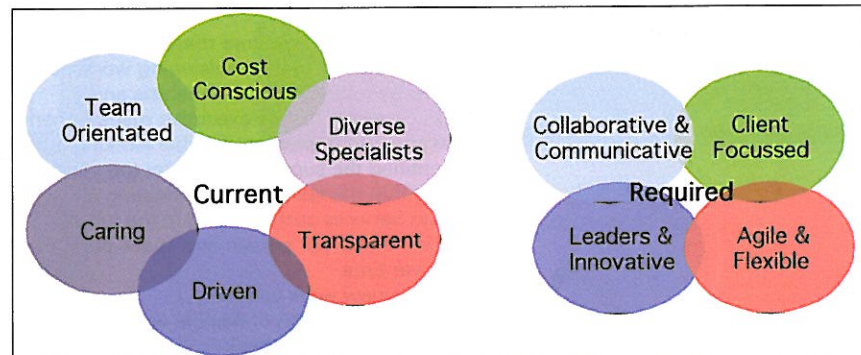 Cost
Conscious
Team
Orientated
Diverse
Specialists
Current
Caring
Transparent
Driven
Collaborative &
Communicative
Client
Focussed
Required
Leaders &
Innovative
Agile &
Flexible